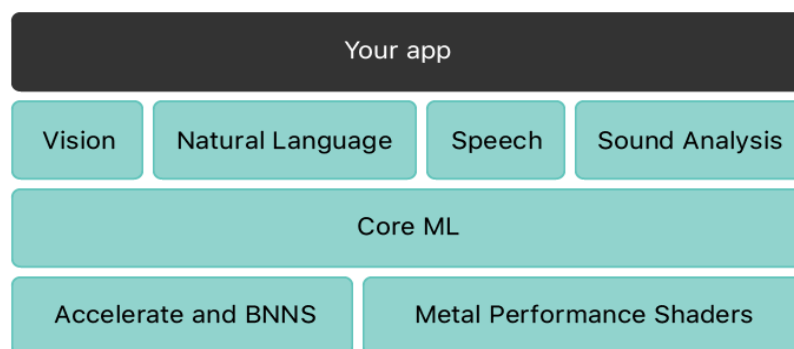 Your app
Vision Natural Language Speech Sound Analysis
Core ML
Accelerate and BNNS Metal Performance Shaders